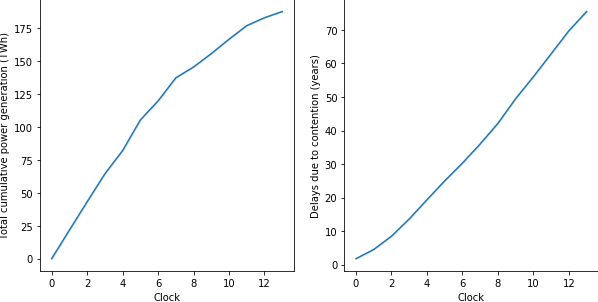 Total cumulative power generation (TWh)
175
150
125
100
75
50
25
0
0 2 4 6 8 10 12
Clock
Delays due to contention (years)
70
60
50
40
30
20
10
0
0 2 4 6 8 10 12
Clock